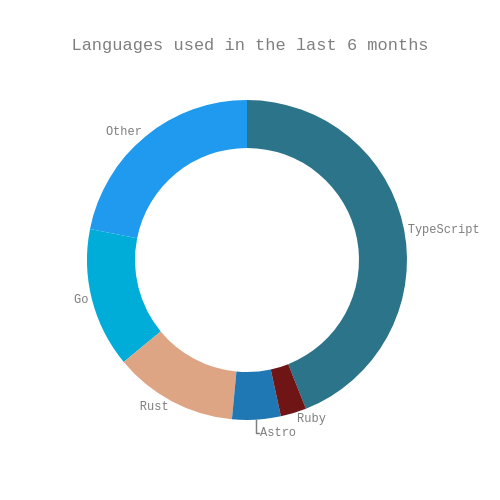 Languages used in the last 6 months
Other
TypeScript
Go
Rust
Ruby
Astro